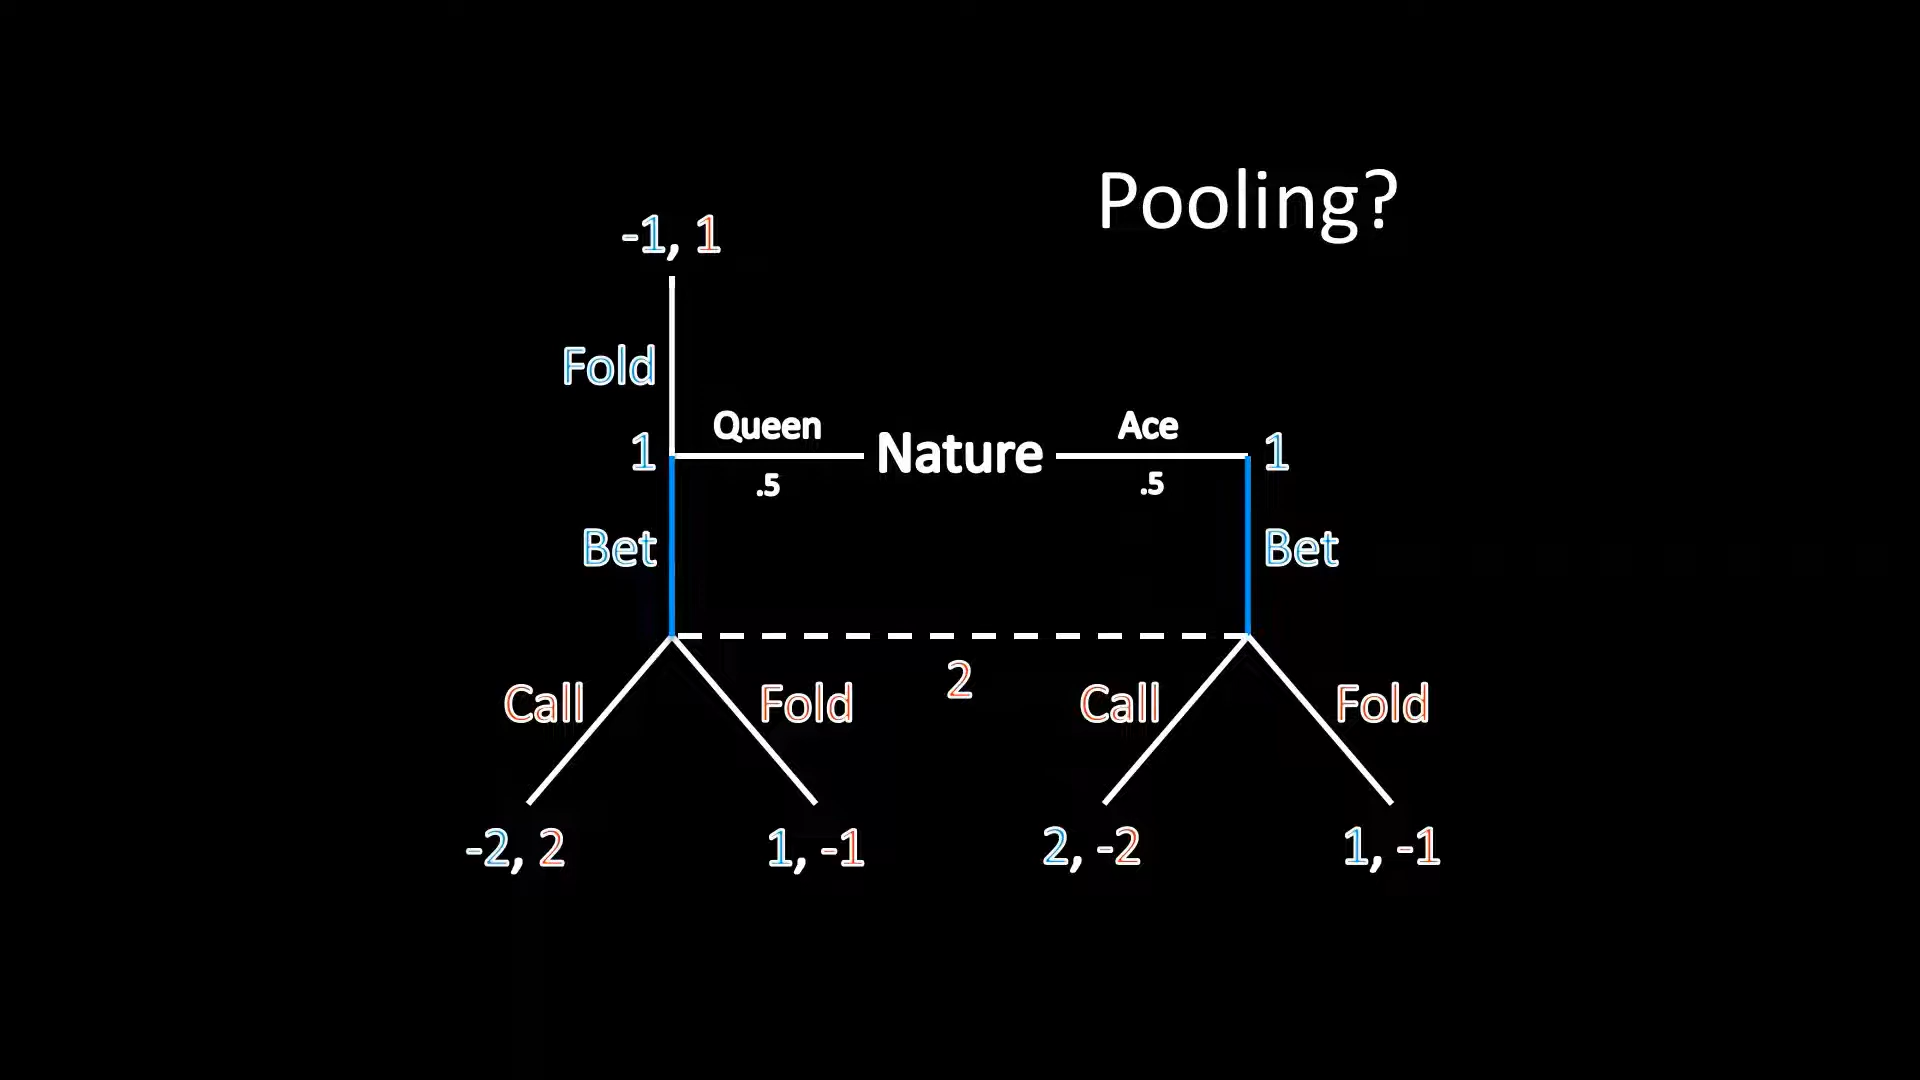 Pooling?
-1, 1
Fold
Queen
Ace
1
Nature
1
.5
.5
Bet
Bet
2
Call
Fold
Call
Fold
-2, 2
1, -1
2, -2
1, -1